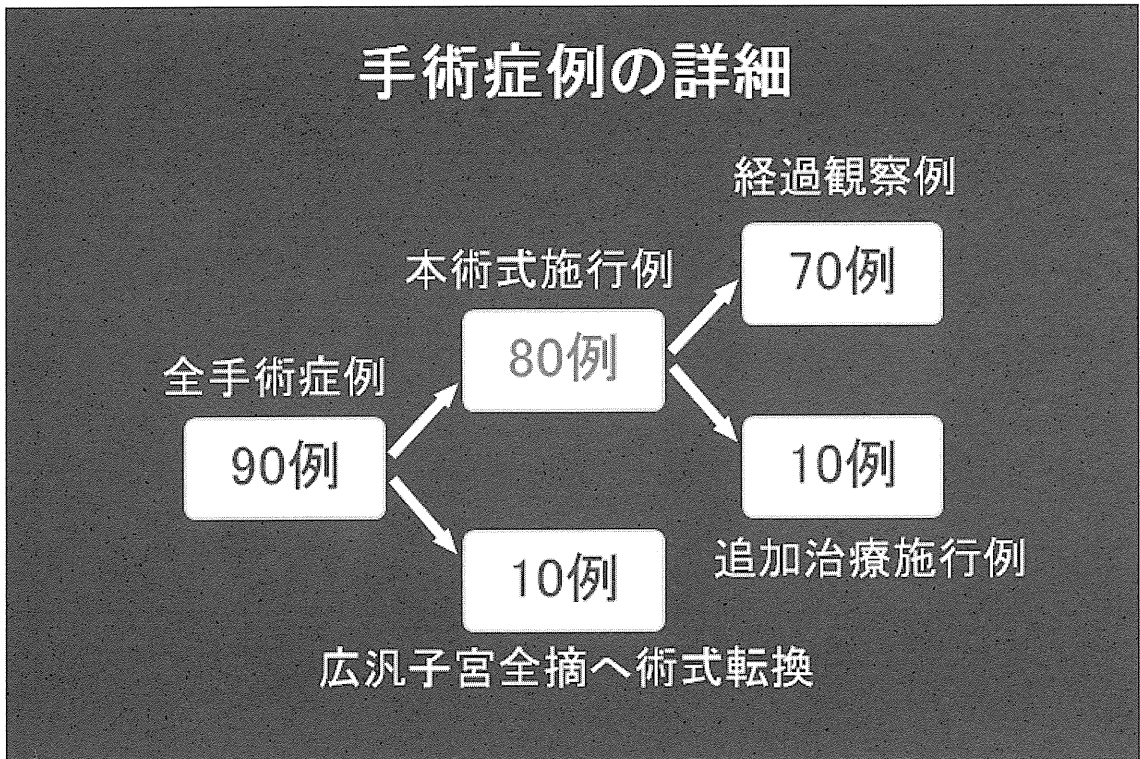 手術症例の詳細
経過観察例
70例
本術式施行例
80例
全手術症例
90例
10例
追加治療施行例
10例
広汎子宮全摘へ術式転換